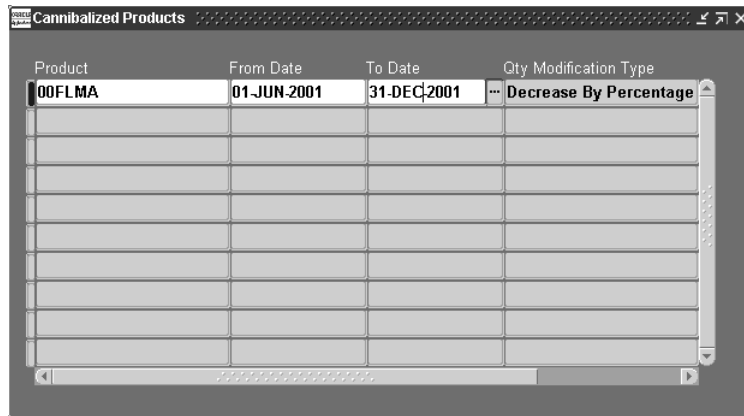 Cannibalized Products
Product From Date To Date Qty Modification Type
00FLMA 01-JUN-2001 31-DEC-2001 ... Decrease By Percentage